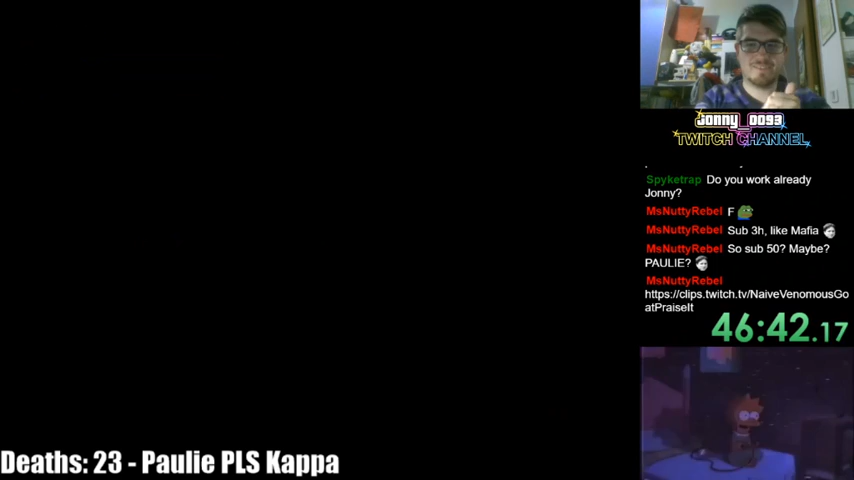 Jonny_0093
TWITCH CHANNEL
Spyketrap Do you work already
Jonny?
MsNuttyRebel F
MsNuttyRebel Sub 3h, like Mafia
MsNuttyRebel So sub 50? Maybe?
PAULIE?
MsNuttyRebel
https://clips.twitch.tv/NaiveVenomousGo
atPraiseIt
46:42.17
Deaths: 23 - Paulie PLS Kappa